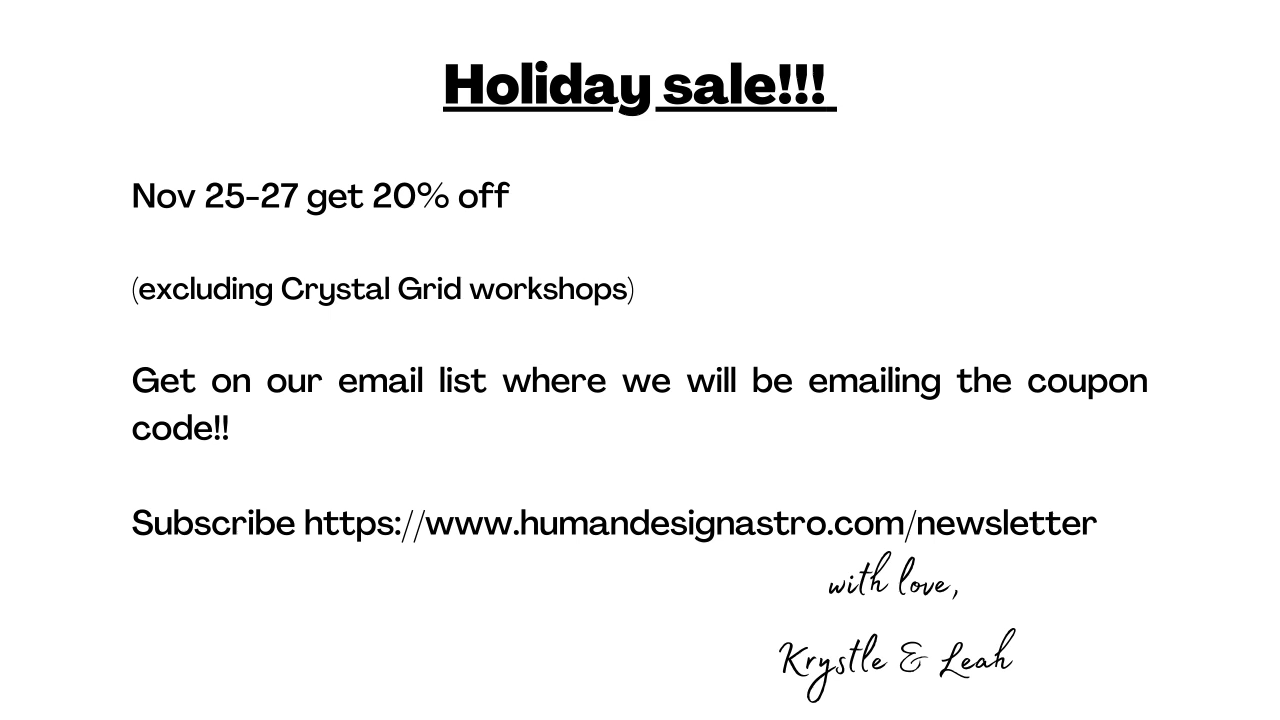 Holiday sale!!!
Nov 25-27 get 20% off
(excluding Crystal Grid workshops)
Get on our email list where we will be emailing the coupon
code!!
Subscribe https://www.humandesignastro.com/newsletter
with love,
Krystle & Leah